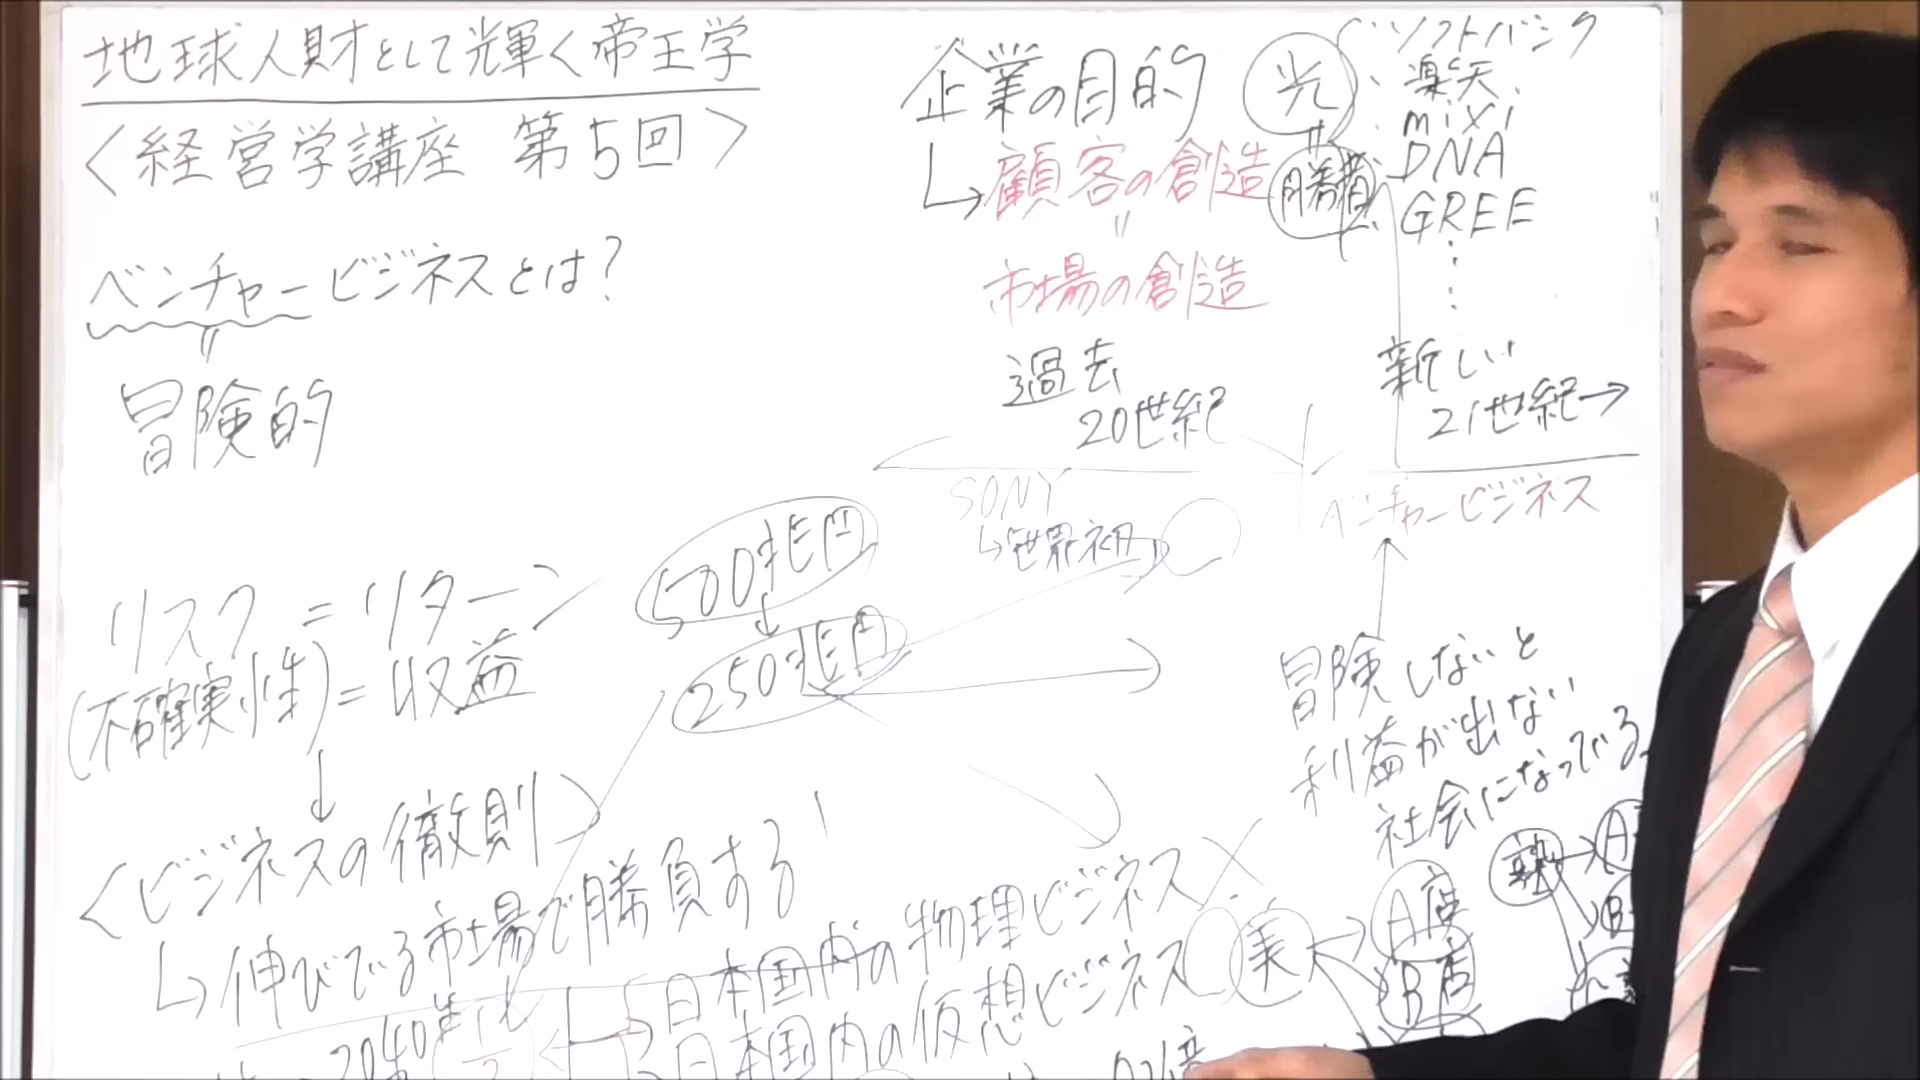 地球人財として輝く帝王学
〈経営学講座 第5回〉
ベンチャービジネスとは?
〃
冒険的
リスク = リターン
(不確実性) = 収益
↓
〈ビジネスの徹則〉
↳伸びてる市場で勝負する!
2040年
日本国内の物理ビジネス ×
日本国内の仮想ビジネス
500兆円
↓
250兆円
企業の目的
↳顧客の創造
〃
市場の創造
光
〃
勝者
・ソフトバンク
・楽天
・mixi
DNA
GREE
過去
20世紀
新しい
21世紀→
SONY
↳世界初
ベンチャービジネス
冒険しないと
利益が出ない
社会になっている
実
A店
B店
A
B